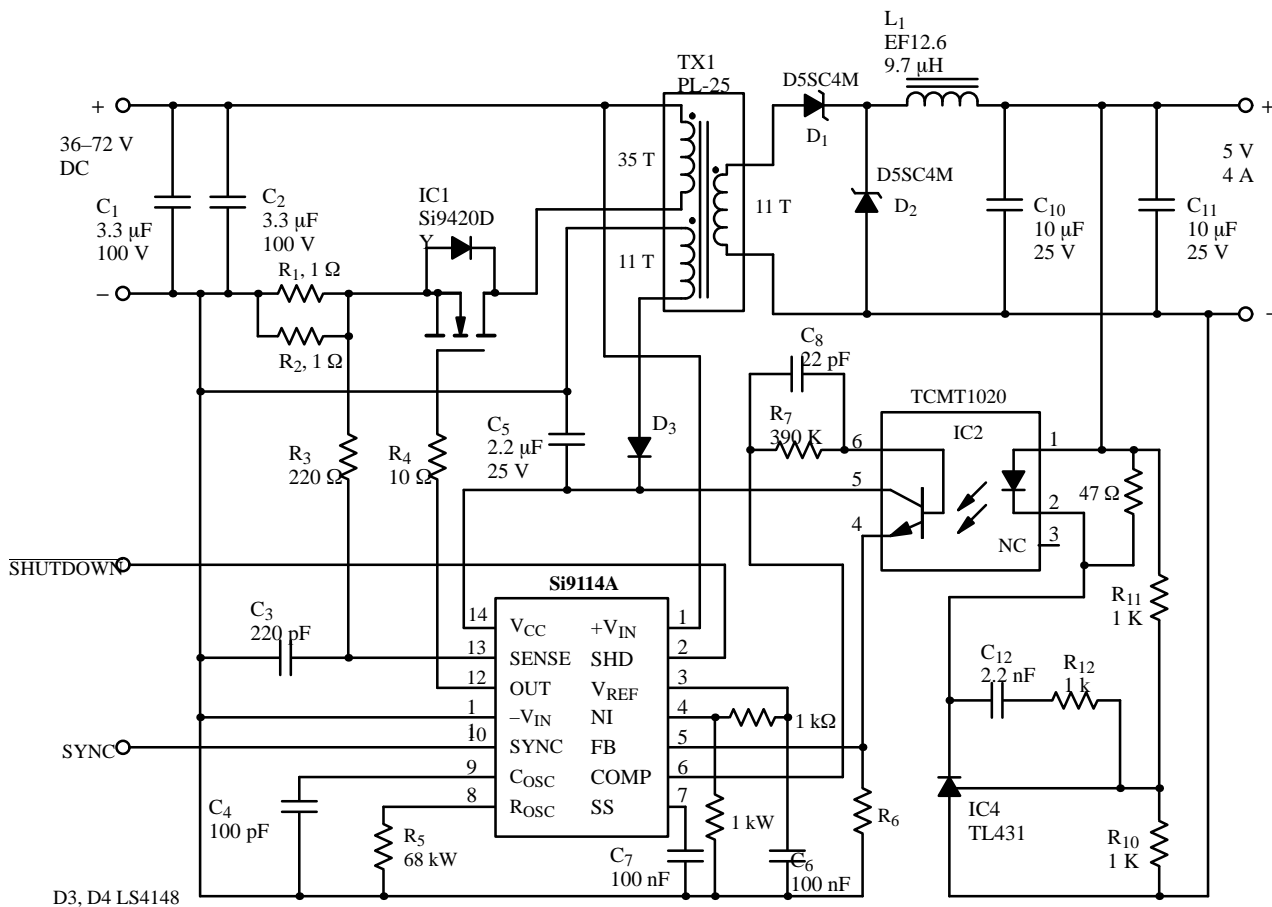 L1
EF12.6
9.7 µH
TX1
PL-25
D5SC4M
+
+
D1
36–72 V
DC
35 T
5 V
4 A
D5SC4M
D2
IC1
Si9420D
Y
C1
3.3 µF
100 V
C2
3.3 µF
100 V
11 T
C10
10 µF
25 V
C11
10 µF
25 V
11 T
R1, 1 Ω
–
–
R2, 1 Ω
C8
22 pF
TCMT1020
R7
390 K
6
IC2
1
C5
2.2 µF
25 V
D3
R3
220 Ω
R4
10 Ω
5
2
47 Ω
4
3
NC
SHUTDOWN
Si9114A
R11
1 K
C3
220 pF
14
VCC
+VIN
1
13
SENSE
SHD
2
C12
2.2 nF
R12
1 k
12
OUT
VREF
3
1
1
–VIN
NI
4
1 kΩ
SYNC
10
SYNC
FB
5
9
COSC
COMP
6
8
ROSC
SS
7
C4
100 pF
R5
68 kW
1 kW
R6
IC4
TL431
R10
1 K
C7
100 nF
C6
100 nF
D3, D4 LS4148